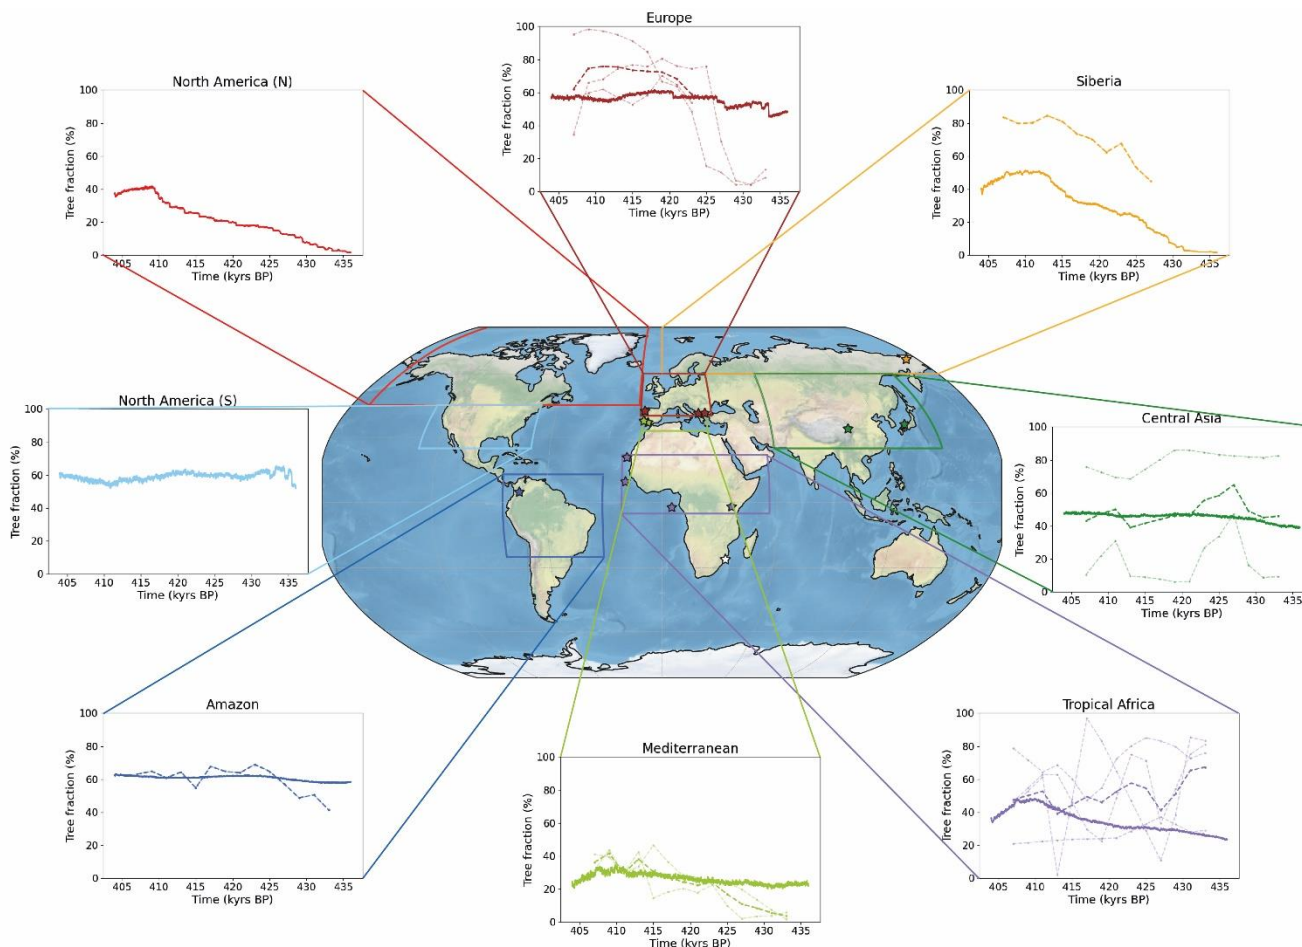 Europe
100
80
60
40
20
0
Tree fraction (%)
405 410 415 420 425 430 435
Time (kyrs BP)
North America (N)
100
80
60
40
20
0
Tree fraction (%)
405 410 415 420 425 430 435
Time (kyrs BP)
Siberia
100
80
60
40
20
0
Tree fraction (%)
405 410 415 420 425 430 435
Time (kyrs BP)
North America (S)
100
80
60
40
20
0
Tree fraction (%)
405 410 415 420 425 430 435
Time (kyrs BP)
Central Asia
100
80
60
40
20
0
Tree fraction (%)
405 410 415 420 425 430 435
Time (kyrs BP)
Amazon
100
80
60
40
20
0
Tree fraction (%)
405 410 415 420 425 430 435
Time (kyrs BP)
Mediterranean
100
80
60
40
20
0
Tree fraction (%)
405 410 415 420 425 430 435
Time (kyrs BP)
Tropical Africa
100
80
60
40
20
0
Tree fraction (%)
405 410 415 420 425 430 435
Time (kyrs BP)